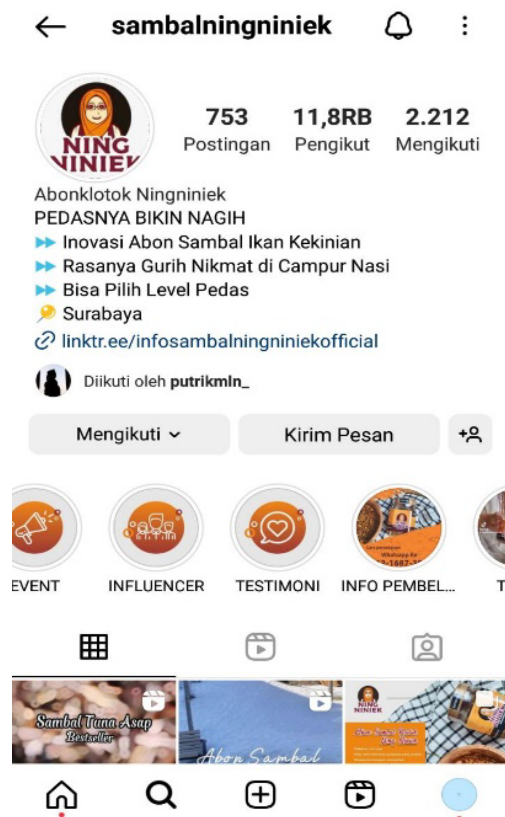 sambalningniniek
NING
NINIEK
753
Postingan
11,8RB
Pengikut
2.212
Mengikuti
Abonklotok Ningniniek
PEDASNYA BIKIN NAGIH
Inovasi Abon Sambal Ikan Kekinian
Rasanya Gurih Nikmat di Campur Nasi
Bisa Pilih Level Pedas
Surabaya
linktr.ee/infosambalningniniekofficial
Diikuti oleh putrikmln_
Mengikuti
Kirim Pesan
EVENT
INFLUENCER
TESTIMONI
INFO PEMBEL...
T
Sambal Tuna Asap
Bestseller
Abon Sambal
NING
NINIEK